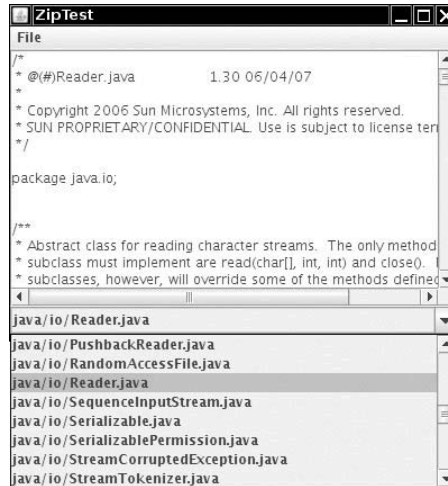 ZipTest
File
/*
* @(#)Reader.java 1.30 06/04/07
*
* Copyright 2006 Sun Microsystems, Inc. All rights reserved.
* SUN PROPRIETARY/CONFIDENTIAL. Use is subject to license ter
*/
package java.io;
/**
* Abstract class for reading character streams. The only method
* subclass must implement are read(char[], int, int) and close().
* subclasses, however, will override some of the methods defined
java/io/Reader.java
java/io/PushbackReader.java
java/io/RandomAccessFile.java
java/io/Reader.java
java/io/SequenceInputStream.java
java/io/Serializable.java
java/io/SerializablePermission.java
java/io/StreamCorruptedException.java
java/io/StreamTokenizer.java